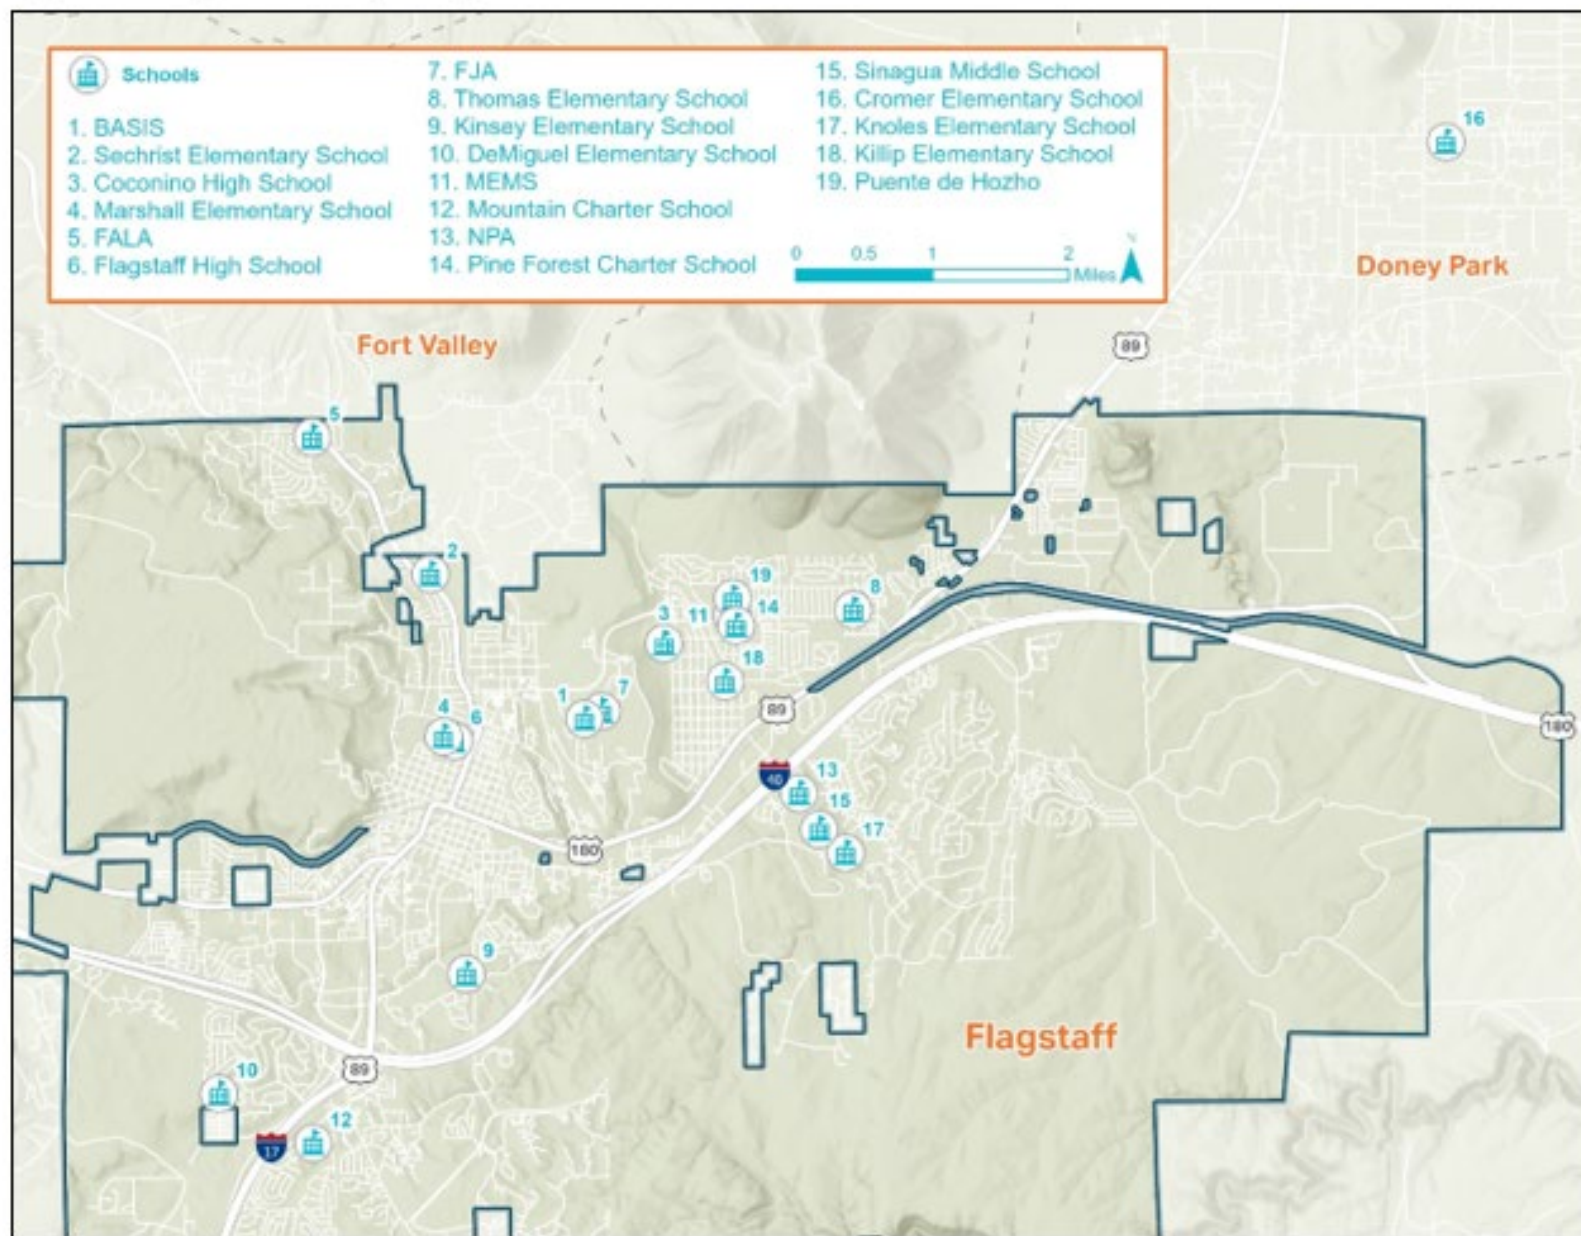 Schools
1. BASIS
2. Sechrist Elementary School
3. Coconino High School
4. Marshall Elementary School
5. FALA
6. Flagstaff High School
7. FJA
8. Thomas Elementary School
9. Kinsey Elementary School
10. DeMiguel Elementary School
11. MEMS
12. Mountain Charter School
13. NPA
14. Pine Forest Charter School
15. Sinagua Middle School
16. Cromer Elementary School
17. Knoles Elementary School
18. Killip Elementary School
19. Puente de Hozho
0 0.5 1 2
Miles
N
16
Doney Park
Fort Valley
89
5
2
19
8
3
11
14
18
1
7
4
6
89
180
40
13
15
17
180
9
Flagstaff
89
10
12
17